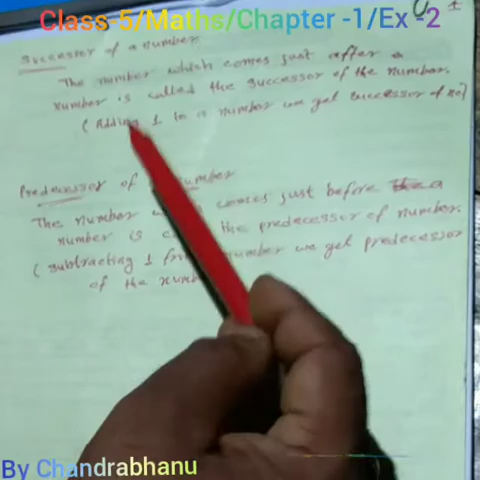 Class-5/Maths/Chapter -1/Ex -2
Successor of a number
The number which comes just after a
number is called the successor of the number.
( Adding 1 to a number we get successor of no)
Predecessor of number
The number comes just before a
number is the predecessor of number.
( subtracting 1 number we get predecessor
of the
By Chandrabhanu